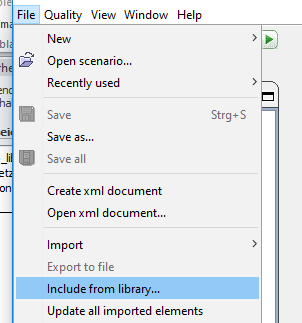 File Quality View Window Help
New
Open scenario...
Recently used
Save Strg+S
Save as...
Save all
Create xml document
Open xml document...
Import
Export to file
Include from library...
Update all imported elements